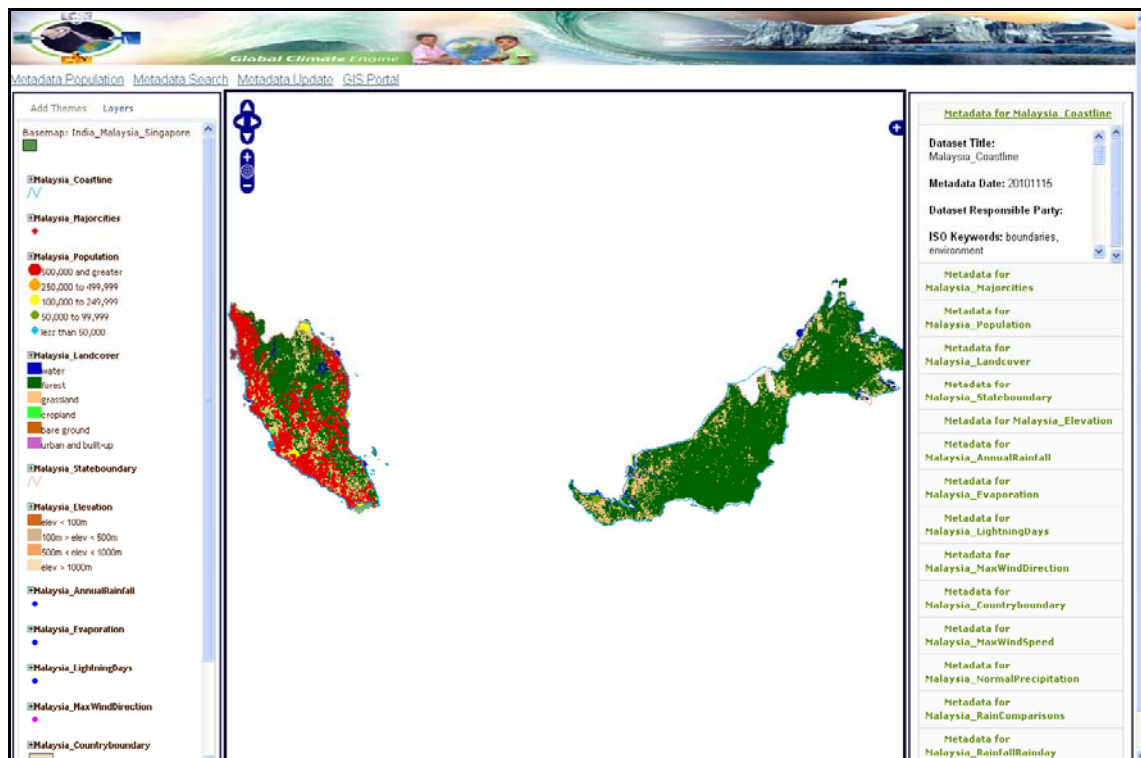 Global Climate Engine
Metadata Population Metadata Search Metadata Update GIS Portal
Add Themes Layers
Basemap: India_Malaysia_Singapore
Malaysia_Coastline
Malaysia_Majorcities
Malaysia_Population
500,000 and greater
250,000 to 499,999
100,000 to 249,999
50,000 to 99,999
less than 50,000
Malaysia_Landcover
water
forest
grassland
cropland
bare ground
urban and built-up
Malaysia_Stateboundary
Malaysia_Elevation
elev < 100m
100m > elev < 500m
500m < elev < 1000m
elev > 1000m
Malaysia_AnnualRainfall
Malaysia_Evaporation
Malaysia_LightningDays
Malaysia_MaxWindDirection
Malaysia_Countryboundary
Metadata for Malaysia_Coastline
Dataset Title:
Malaysia_Coastline
Metadata Date: 20101115
Dataset Responsible Party:
ISO Keywords: boundaries,
environment
Metadata for
Malaysia_Majorcities
Metadata for
Malaysia_Population
Metadata for
Malaysia_Landcover
Metadata for
Malaysia_Stateboundary
Metadata for Malaysia_Elevation
Metadata for
Malaysia_AnnualRainfall
Metadata for
Malaysia_Evaporation
Metadata for
Malaysia_LightningDays
Metadata for
Malaysia_MaxWindDirection
Metadata for
Malaysia_Countryboundary
Metadata for
Malaysia_MaxWindSpeed
Metadata for
Malaysia_NormalPrecipitation
Metadata for
Malaysia_RainComparisons
Metadata for
Malaysia_RainfallRainday